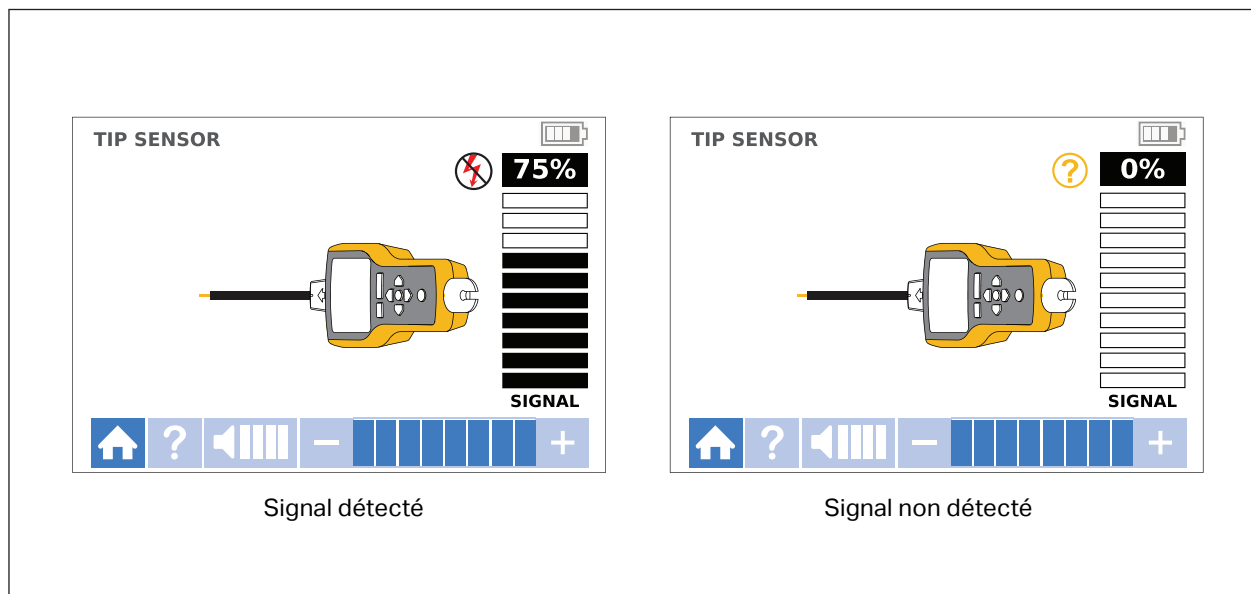 TIP SENSOR
75%
SIGNAL
?
Signal détecté
TIP SENSOR
?
0%
SIGNAL
?
Signal non détecté